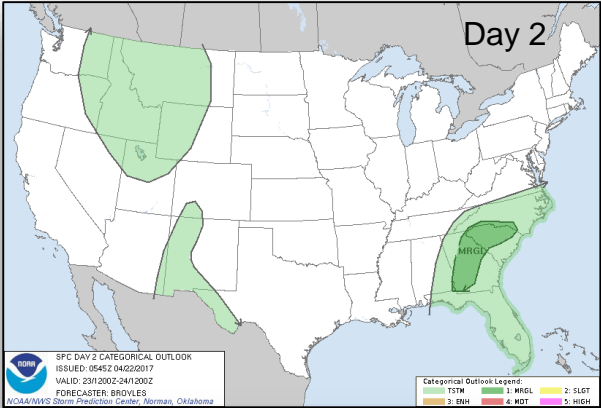 Day 2
MRGL
NOAA
SPC DAY 2 CATEGORICAL OUTLOOK
ISSUED: 0545Z 04/22/2017
VALID: 23/1200Z-24/1200Z
FORECASTER: BROYLES
NOAA/NWS Storm Prediction Center, Norman, Oklahoma
Categorical Outlook Legend:
TSTM 1: MRGL 2: SLGT
3: ENH 4: MDT 5: HIGH